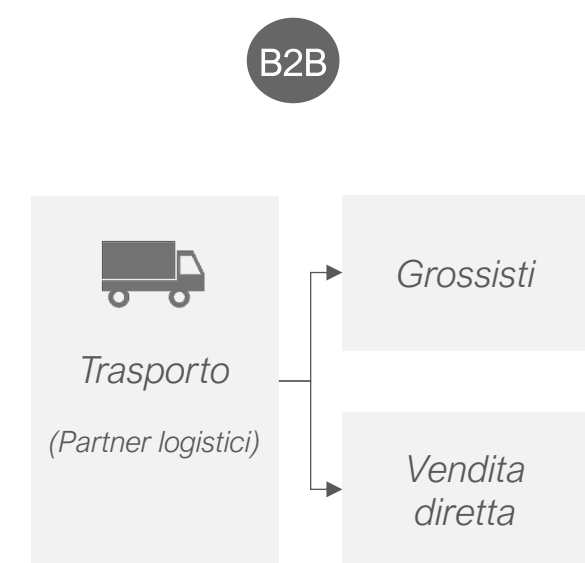 B2B
Trasporto
(Partner logistici)
Grossisti
Vendita
diretta